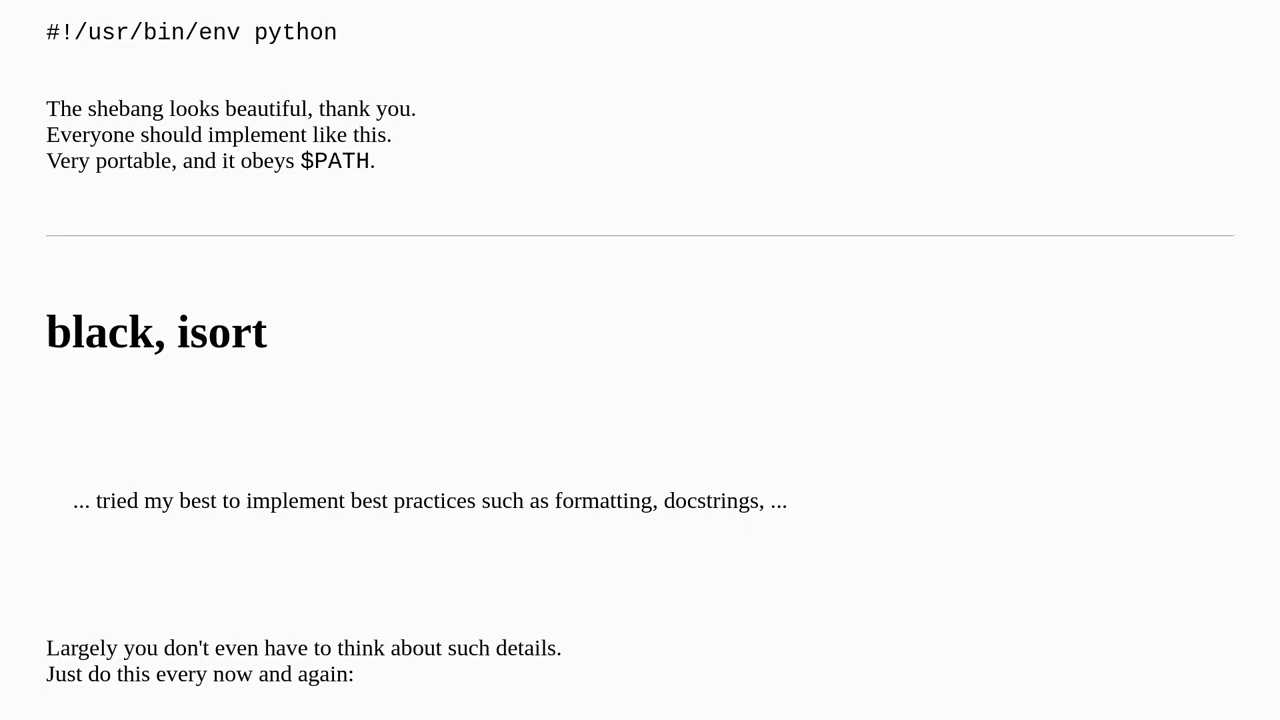 #!/usr/bin/env python
The shebang looks beautiful, thank you.
Everyone should implement like this.
Very portable, and it obeys $PATH.
black, isort
... tried my best to implement best practices such as formatting, docstrings, ...
Largely you don't even have to think about such details.
Just do this every now and again: